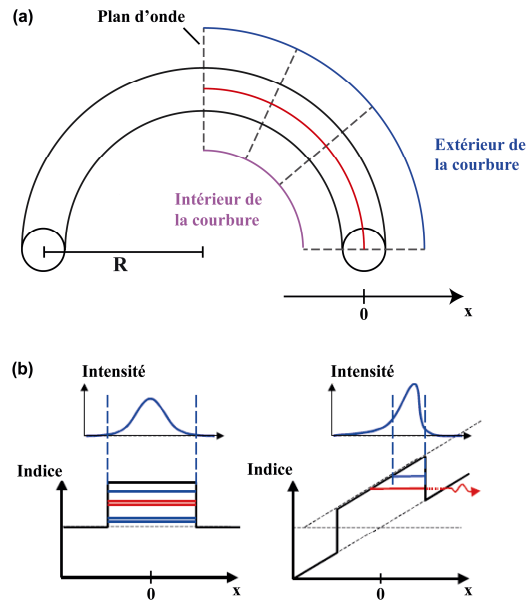 (a)
Plan d'onde
Extérieur de
la courbure
Intérieur de
la courbure
R
0
x
(b)
Intensité
Intensité
Indice
Indice
0
x
0
x